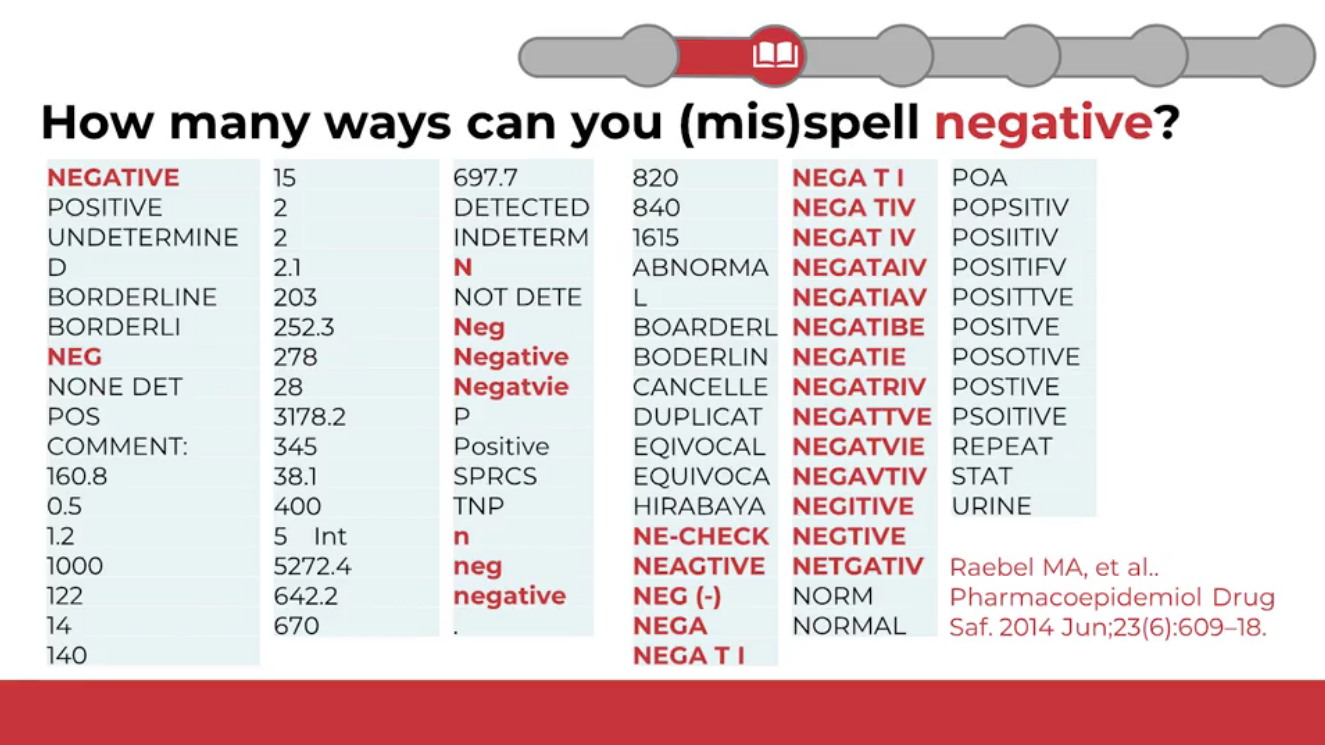 How many ways can you (mis)spell negative?
NEGATIVE
POSITIVE
UNDETERMINE
D
BORDERLINE
BORDERLI
NEG
NONE DET
POS
COMMENT:
160.8
0.5
1.2
1000
122
14
140
15
2
2
2.1
203
252.3
278
28
3178.2
345
38.1
400
5 Int
5272.4
642.2
670
697.7
DETECTED
INDETERM
N
NOT DETE
Neg
Negative
Negatvie
P
Positive
SPRCS
TNP
n
neg
negative
.
820
840
1615
ABNORMA
L
BOARDERL
BODERLIN
CANCELLE
DUPLICAT
EQIVOCAL
EQUIVOCA
HIRABAYA
NE-CHECK
NEAGTIVE
NEG (-)
NEGA
NEGA T I
NEGA T I
NEGA TIV
NEGAT IV
NEGATAIV
NEGATIAV
NEGATIBE
NEGATIE
NEGATRIV
NEGATTVE
NEGATVIE
NEGAVTIV
NEGITIVE
NEGTIVE
NETGATIV
NORM
NORMAL
POA
POPSITIV
POSIITIV
POSITIFV
POSITTVE
POSITVE
POSOTIVE
POSTIVE
PSOITIVE
REPEAT
STAT
URINE
Raebel MA, et al..
Pharmacoepidemiol Drug
Saf. 2014 Jun;23(6):609–18.